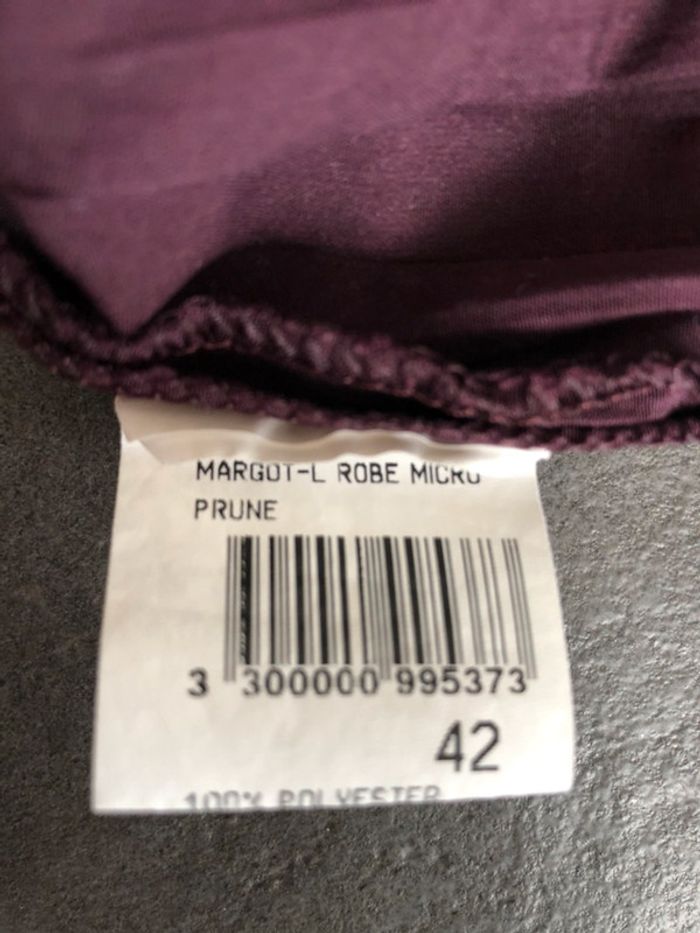 MARGOT-L ROBE MICRO
PRUNE
3 300000 995373
42
100% POLYESTER